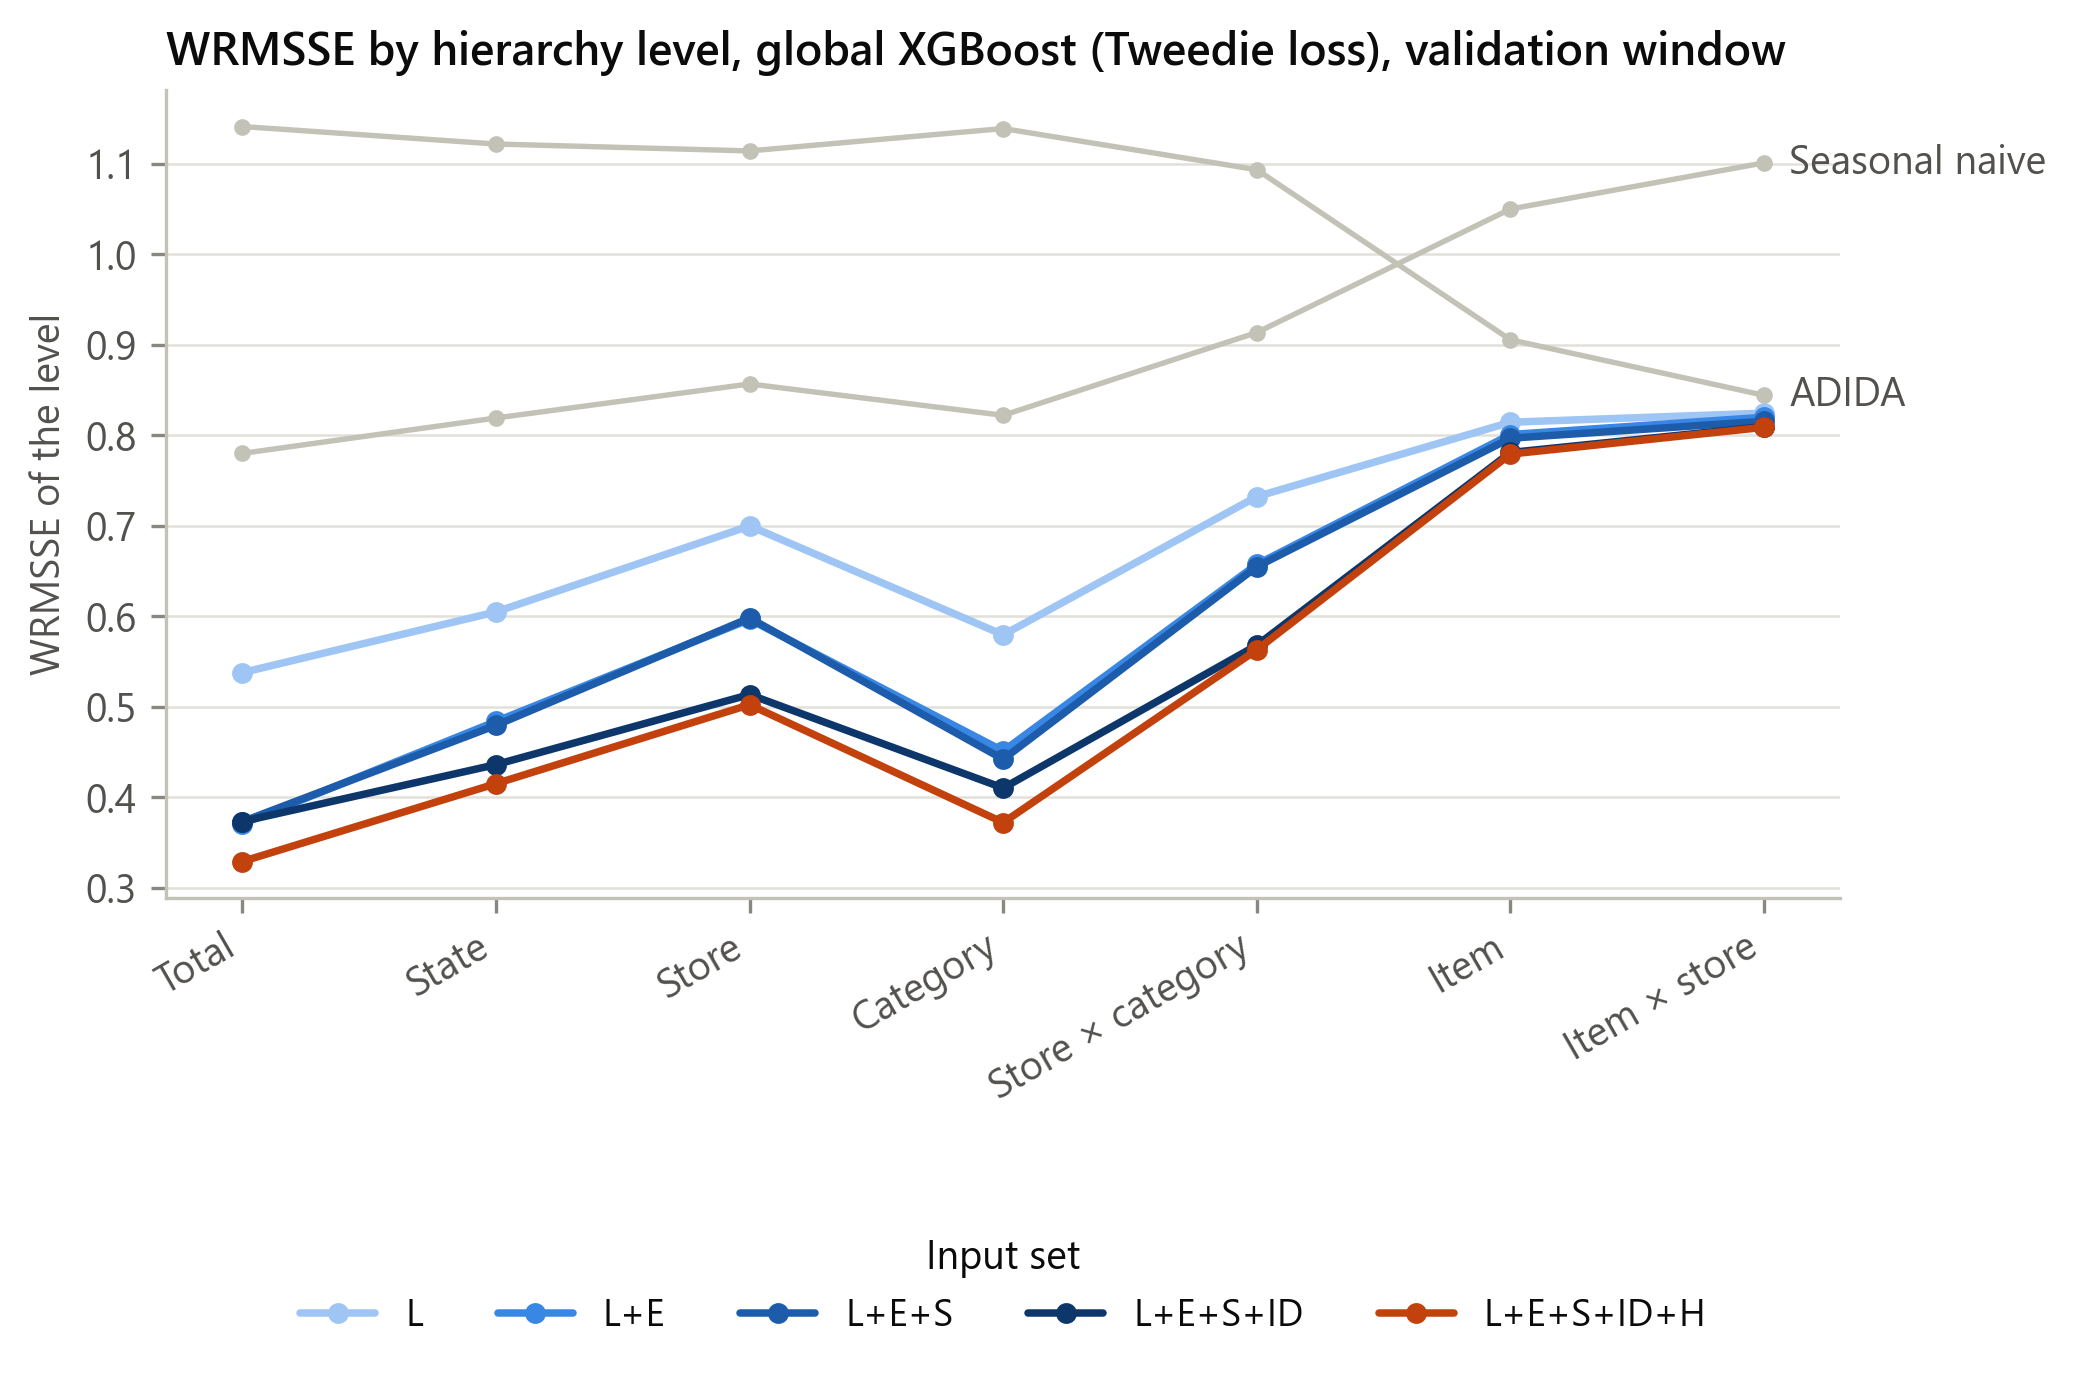 WRMSSE by hierarchy level, global XGBoost (Tweedie loss), validation window
WRMSSE of the level
1.1
1.0
0.9
0.8
0.7
0.6
0.5
0.4
0.3
Seasonal naive
ADIDA
Total
State
Store
Category
Store × category
Item
Item × store
Input set
L
L+E
L+E+S
L+E+S+ID
L+E+S+ID+H